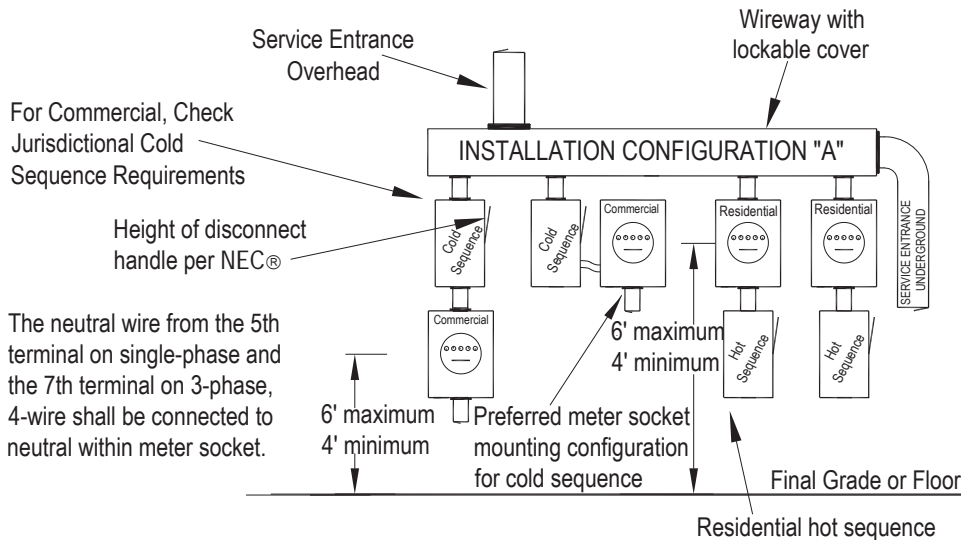 Service Entrance
Overhead
Wireway with
lockable cover
For Commercial, Check
Jurisdictional Cold
Sequence Requirements
INSTALLATION CONFIGURATION "A"
Height of disconnect
handle per NEC®
Cold
Sequence
Cold
Sequence
Commercial
Residential
Residential
SERVICE ENTRANCE
UNDERGROUND
The neutral wire from the 5th
terminal on single-phase and
the 7th terminal on 3-phase,
4-wire shall be connected to
neutral within meter socket.
Commercial
6' maximum
4' minimum
Hot
Sequence
Hot
Sequence
6' maximum
4' minimum
Preferred meter socket
mounting configuration
for cold sequence
Final Grade or Floor
Residential hot sequence